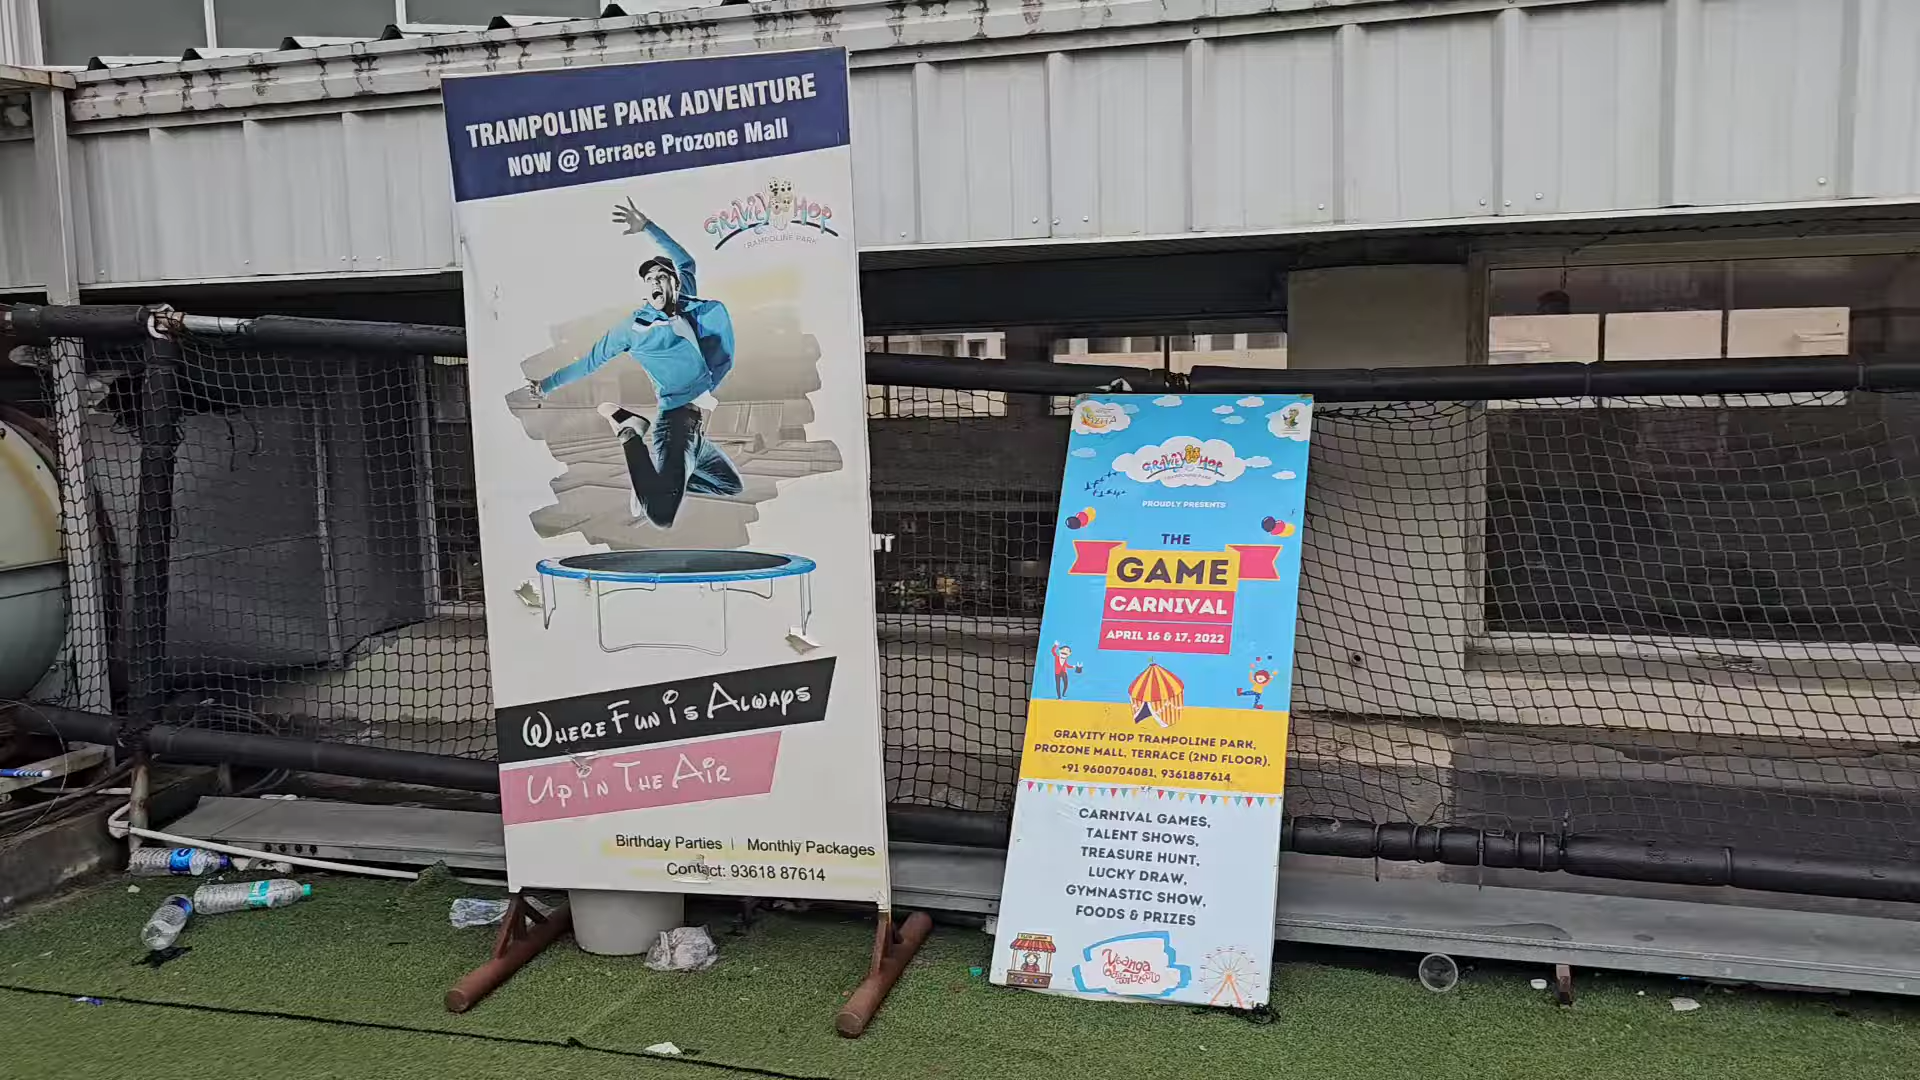 TRAMPOLINE PARK ADVENTURE
NOW @ Terrace Prozone Mall
GRAVITY HOP
TRAMPOLINE PARK
WHERE FUN iS ALWAYS
UP iN THE AIR
Birthday Parties | Monthly Packages
Contact: 93618 87614
GRAVITY HOP
TRAMPOLINE PARK
PROUDLY PRESENTS
THE
GAME
CARNIVAL
APRIL 16 & 17, 2022
GRAVITY HOP TRAMPOLINE PARK,
PROZONE MALL, TERRACE (2ND FLOOR).
+91 9600704081, 9361887614
CARNIVAL GAMES,
TALENT SHOWS,
TREASURE HUNT,
LUCKY DRAW,
GYMNASTIC SHOW,
FOODS & PRIZES